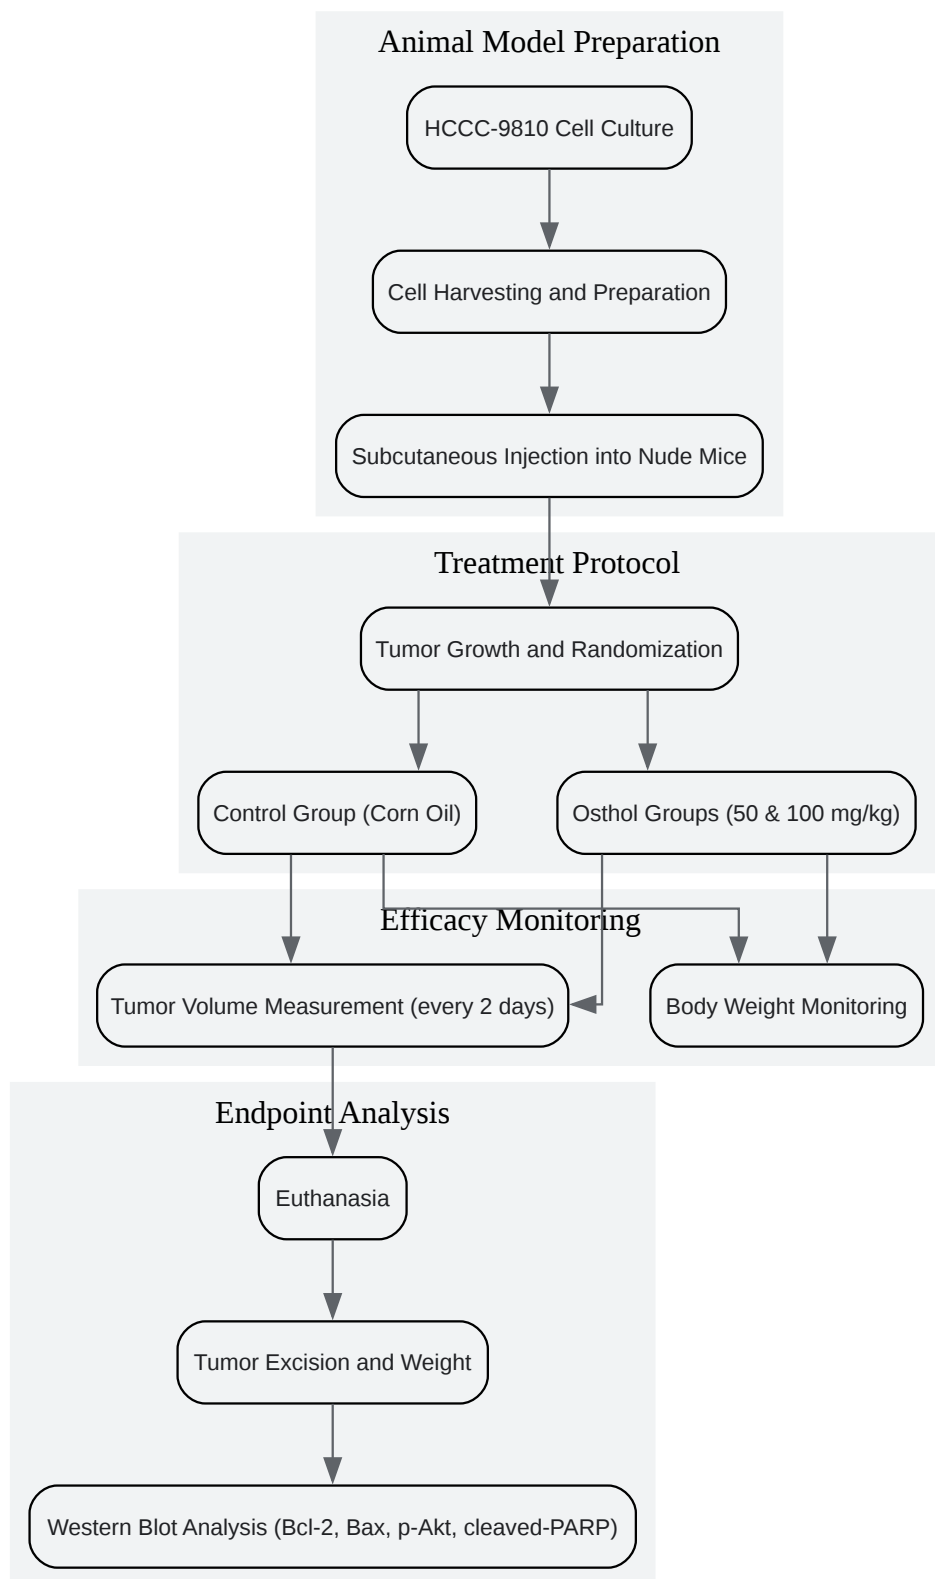 Animal Model Preparation
HCCC-9810 Cell Culture
Cell Harvesting and Preparation
Subcutaneous Injection into Nude Mice
Treatment Protocol
Tumor Growth and Randomization
Control Group (Corn Oil)
Osthol Groups (50 & 100 mg/kg)
Efficacy Monitoring
Tumor Volume Measurement (every 2 days)
Body Weight Monitoring
Endpoint Analysis
Euthanasia
Tumor Excision and Weight
Western Blot Analysis (Bcl-2, Bax, p-Akt, cleaved-PARP)